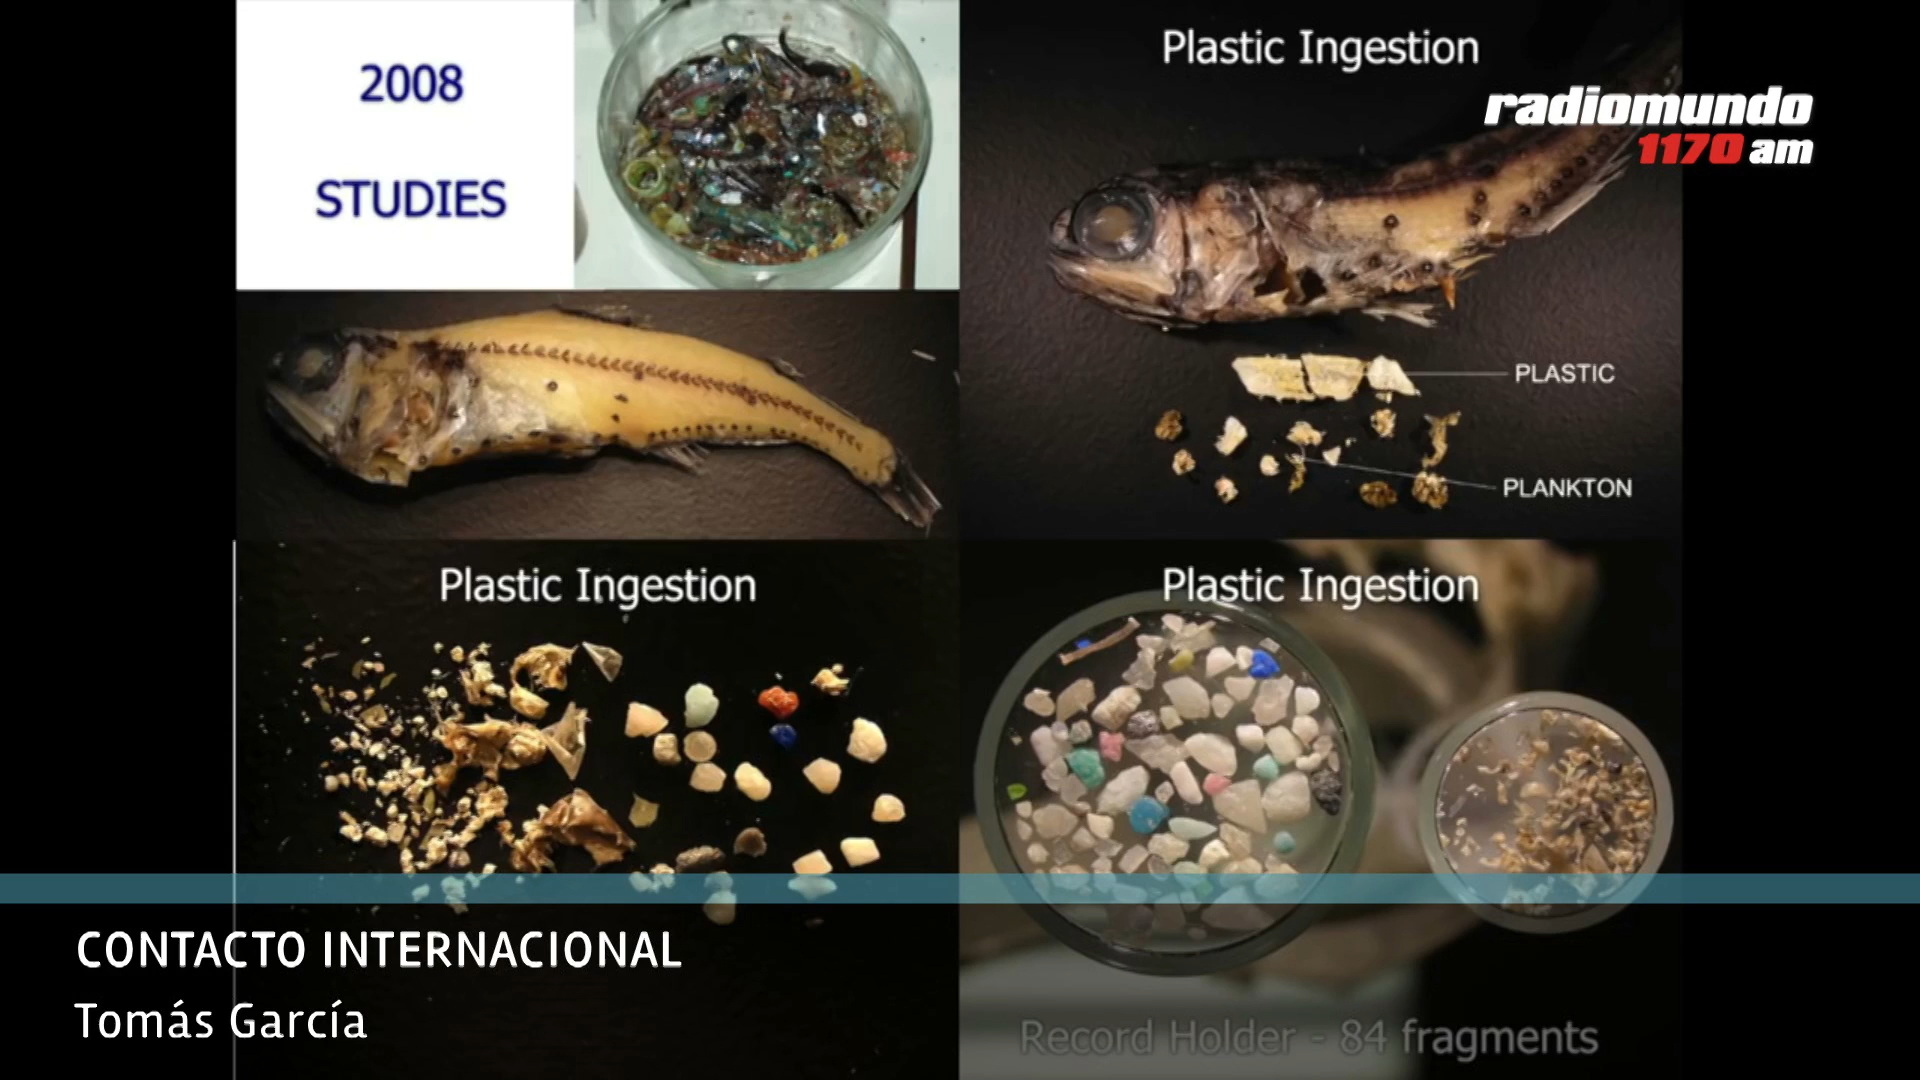 2008
STUDIES
Plastic Ingestion
radiomundo
1170 am
PLASTIC
PLANKTON
Plastic Ingestion
Plastic Ingestion
Record Holder - 84 fragments
CONTACTO INTERNACIONAL
Tomás García